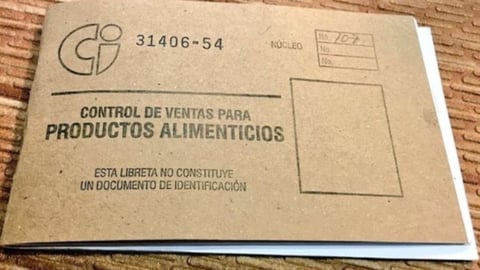 Ci
31406-54
NÚCLEO
No. 107
No.
No.
CONTROL DE VENTAS PARA
PRODUCTOS ALIMENTICIOS
ESTA LIBRETA NO CONSTITUYE
UN DOCUMENTO DE IDENTIFICACIÓN